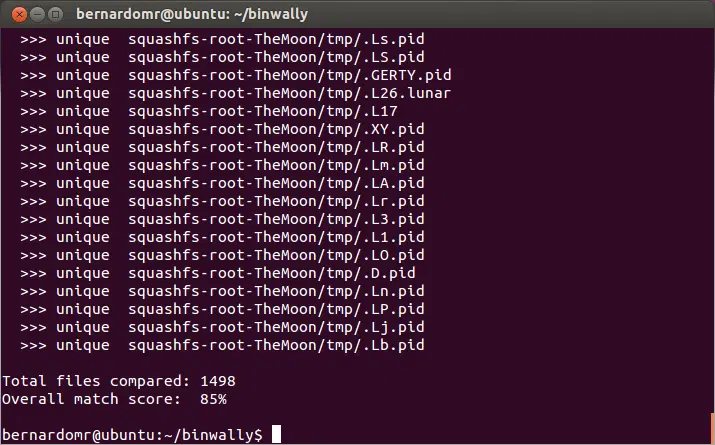 bernardomr@ubuntu: ~/binwally
>>> unique  squashfs-root-TheMoon/tmp/.Ls.pid
>>> unique  squashfs-root-TheMoon/tmp/.LS.pid
>>> unique  squashfs-root-TheMoon/tmp/.GERTY.pid
>>> unique  squashfs-root-TheMoon/tmp/.L26.lunar
>>> unique  squashfs-root-TheMoon/tmp/.L17
>>> unique  squashfs-root-TheMoon/tmp/.XY.pid
>>> unique  squashfs-root-TheMoon/tmp/.LR.pid
>>> unique  squashfs-root-TheMoon/tmp/.Lm.pid
>>> unique  squashfs-root-TheMoon/tmp/.LA.pid
>>> unique  squashfs-root-TheMoon/tmp/.Lr.pid
>>> unique  squashfs-root-TheMoon/tmp/.L3.pid
>>> unique  squashfs-root-TheMoon/tmp/.L1.pid
>>> unique  squashfs-root-TheMoon/tmp/.LO.pid
>>> unique  squashfs-root-TheMoon/tmp/.D.pid
>>> unique  squashfs-root-TheMoon/tmp/.Ln.pid
>>> unique  squashfs-root-TheMoon/tmp/.LP.pid
>>> unique  squashfs-root-TheMoon/tmp/.Lj.pid
>>> unique  squashfs-root-TheMoon/tmp/.Lb.pid
Total files compared: 1498
Overall match score:  85%
bernardomr@ubuntu:~/binwally$